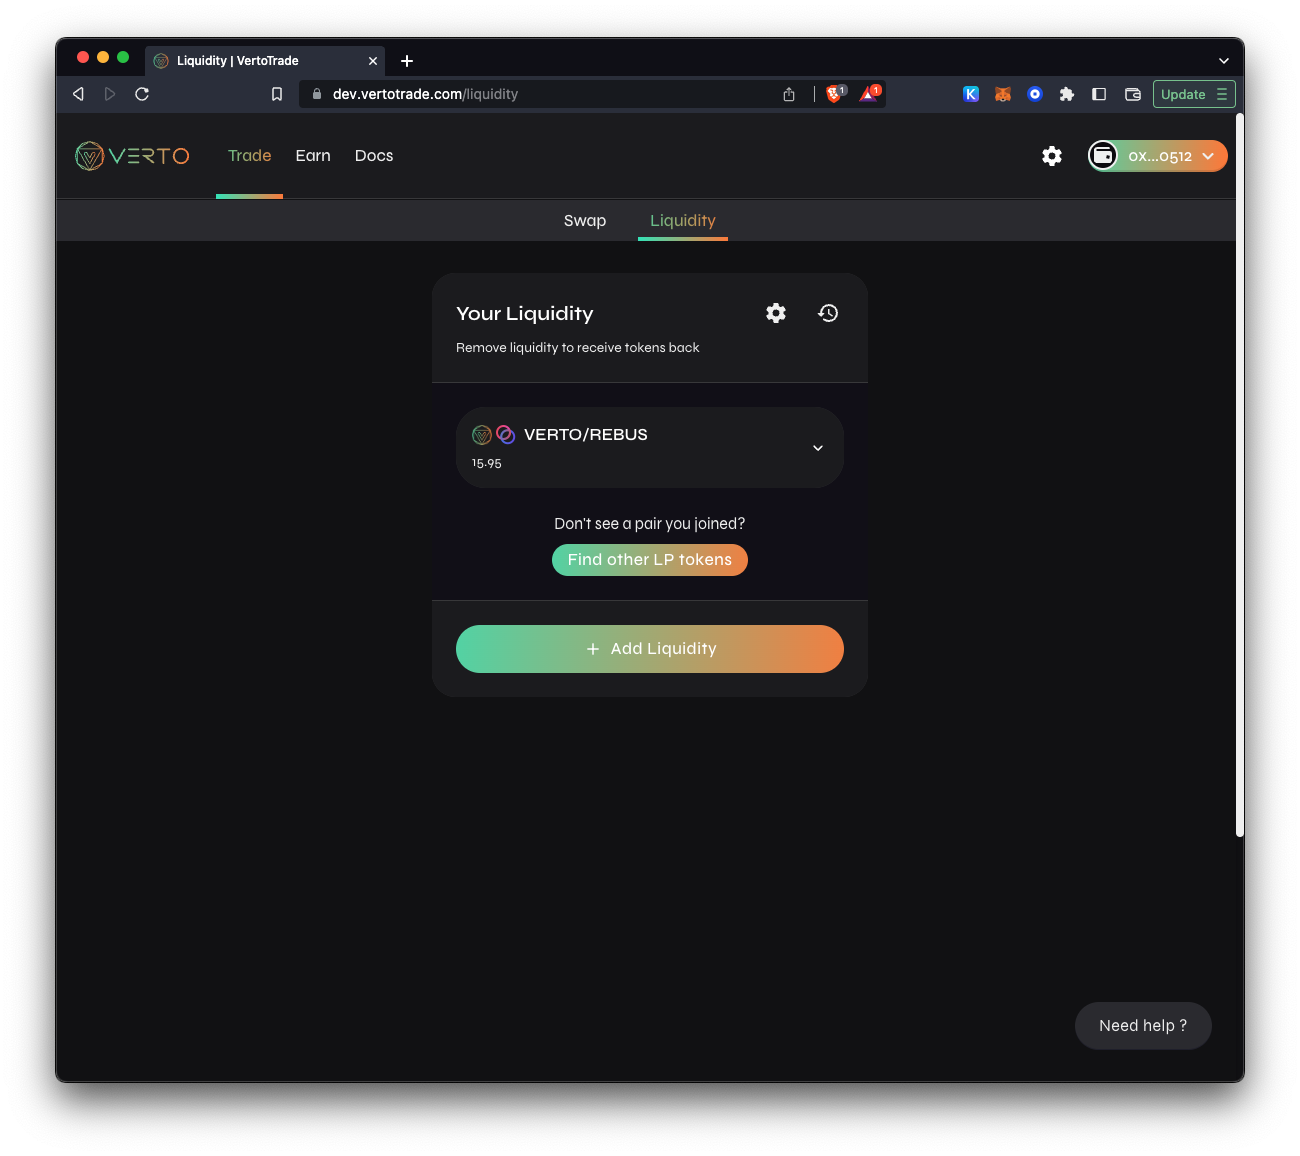 Liquidity | VertoTrade
dev.vertotrade.com/liquidity
1
1
K
Update
VERTO
Trade
Earn
Docs
0x...0512
Swap
Liquidity
Your Liquidity
Remove liquidity to receive tokens back
VERTO/REBUS
15.95
Don't see a pair you joined?
Find other LP tokens
+ Add Liquidity
Need help ?